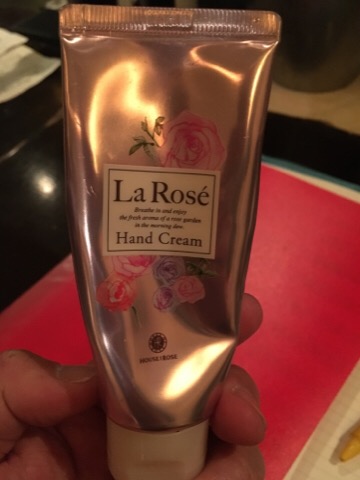 La Rosé
Breathe in and enjoy
the fresh aroma of a rose garden
in the morning dew.
Hand Cream
HOUSE OF ROSE